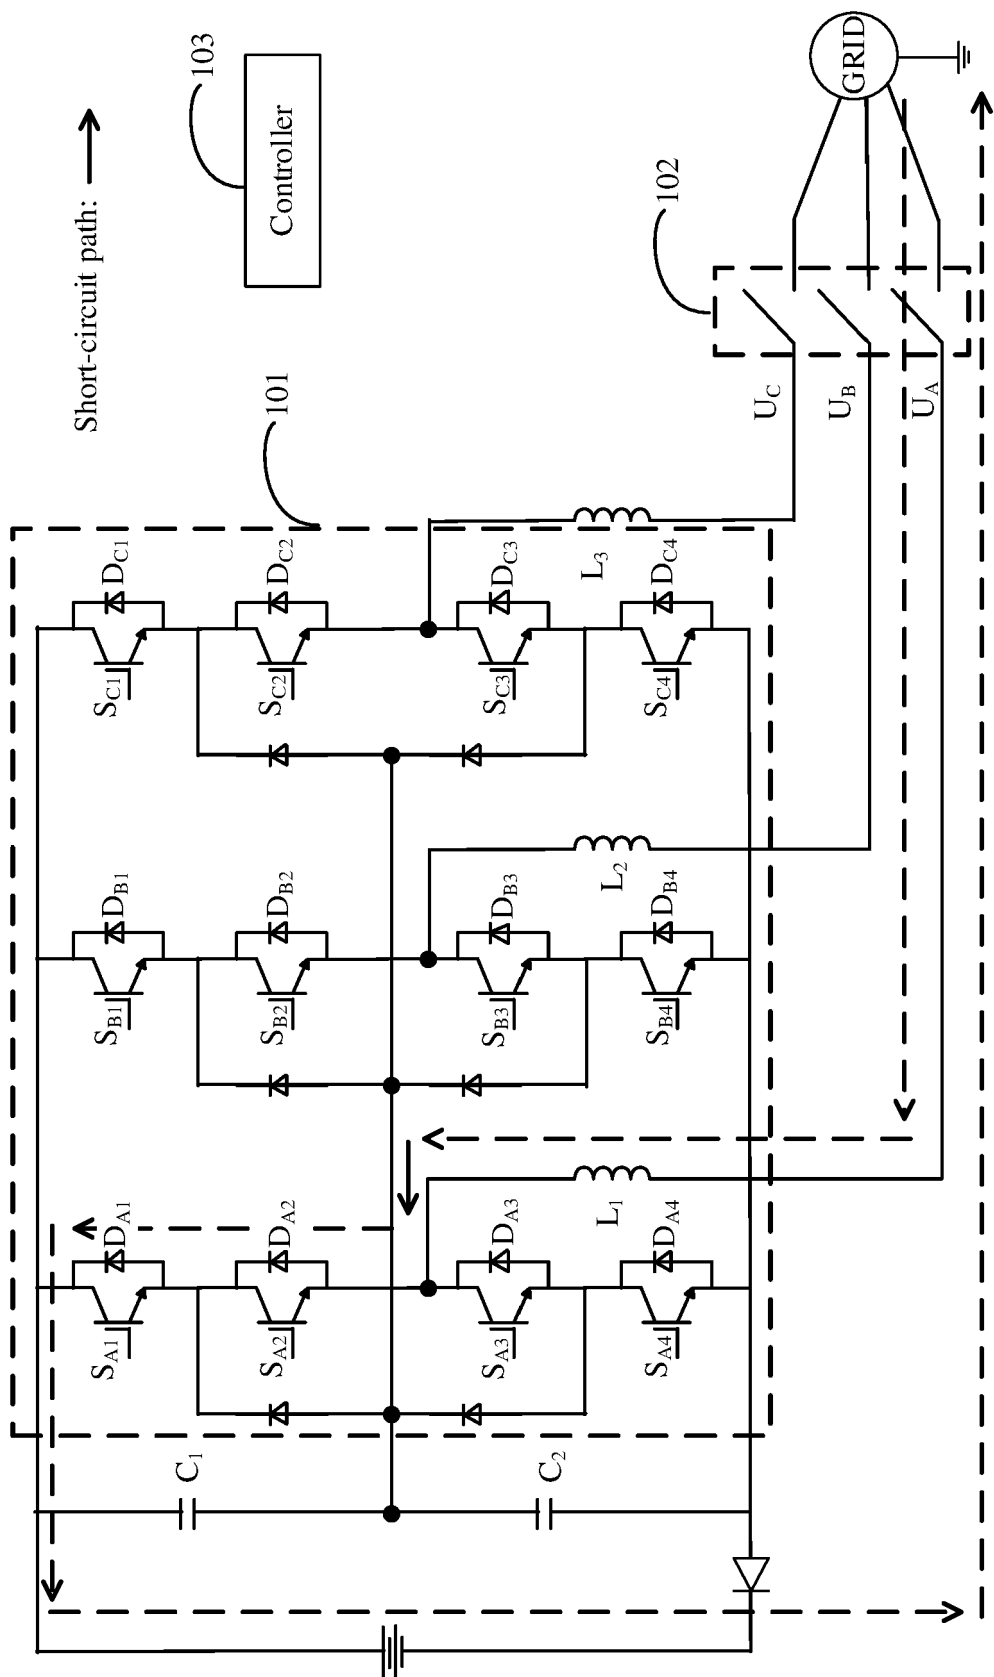 Short-circuit path:
103
Controller
GRID
102
101
U_C
U_B
U_A
D_C1
S_C1
D_C2
S_C2
D_C3
S_C3
D_C4
S_C4
L_3
D_B1
S_B1
D_B2
S_B2
D_B3
S_B3
D_B4
S_B4
L_2
D_A1
S_A1
D_A2
S_A2
D_A3
S_A3
D_A4
S_A4
L_1
C_1
C_2